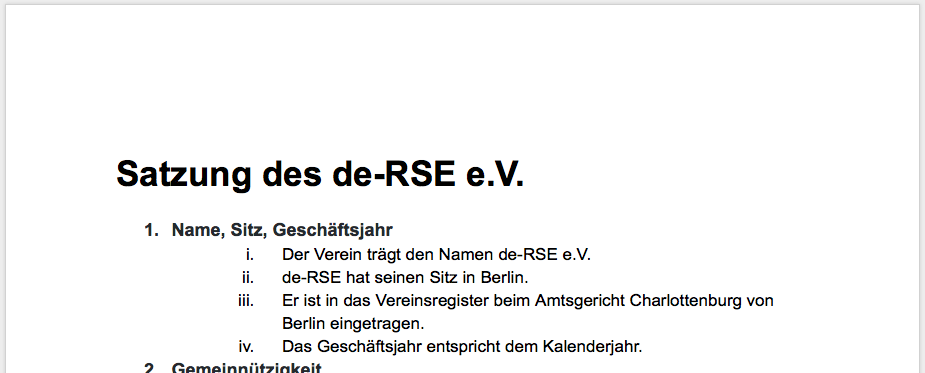 Satzung des de-RSE e.V.
1. Name, Sitz, Geschäftsjahr
i. Der Verein trägt den Namen de-RSE e.V.
ii. de-RSE hat seinen Sitz in Berlin.
iii. Er ist in das Vereinsregister beim Amtsgericht Charlottenburg von
Berlin eingetragen.
iv. Das Geschäftsjahr entspricht dem Kalenderjahr.
2. Gemeinnützigkeit